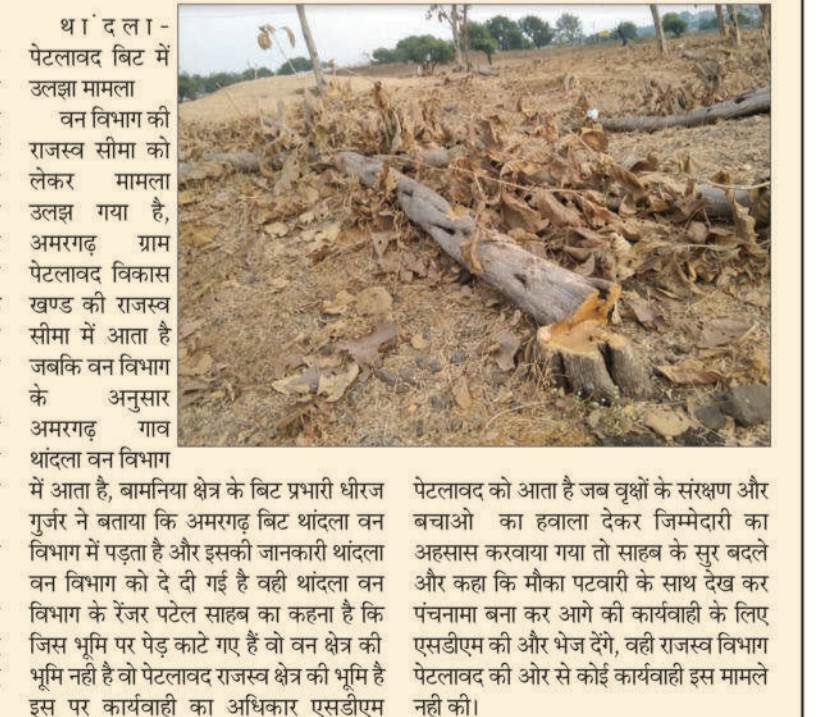 थांदला-
पेटलावद बिट में
उलझा मामला
वन विभाग की
राजस्व सीमा को
लेकर मामला
उलझ गया है,
अमरगढ़ ग्राम
पेटलावद विकास
खण्ड की राजस्व
सीमा में आता है
जबकि वन विभाग
के अनुसार
अमरगढ़ गाव
थांदला वन विभाग
में आता है, बामनिया क्षेत्र के बिट प्रभारी धीरज
गुर्जर ने बताया कि अमरगढ़ बिट थांदला वन
विभाग में पड़ता है और इसकी जानकारी थांदला
वन विभाग को दे दी गई है वही थांदला वन
विभाग के रेंजर पटेल साहब का कहना है कि
जिस भूमि पर पेड़ काटे गए हैं वो वन क्षेत्र की
भूमि नही है वो पेटलावद राजस्व क्षेत्र की भूमि है
इस पर कार्यवाही का अधिकार एसडीएम
पेटलावद को आता है जब वृक्षों के संरक्षण और
बचाओ का हवाला देकर जिम्मेदारी का
अहसास करवाया गया तो साहब के सुर बदले
और कहा कि मौका पटवारी के साथ देख कर
पंचनामा बना कर आगे की कार्यवाही के लिए
एसडीएम की और भेज देंगे, वही राजस्व विभाग
पेटलावद की ओर से कोई कार्यवाही इस मामले
नही की।